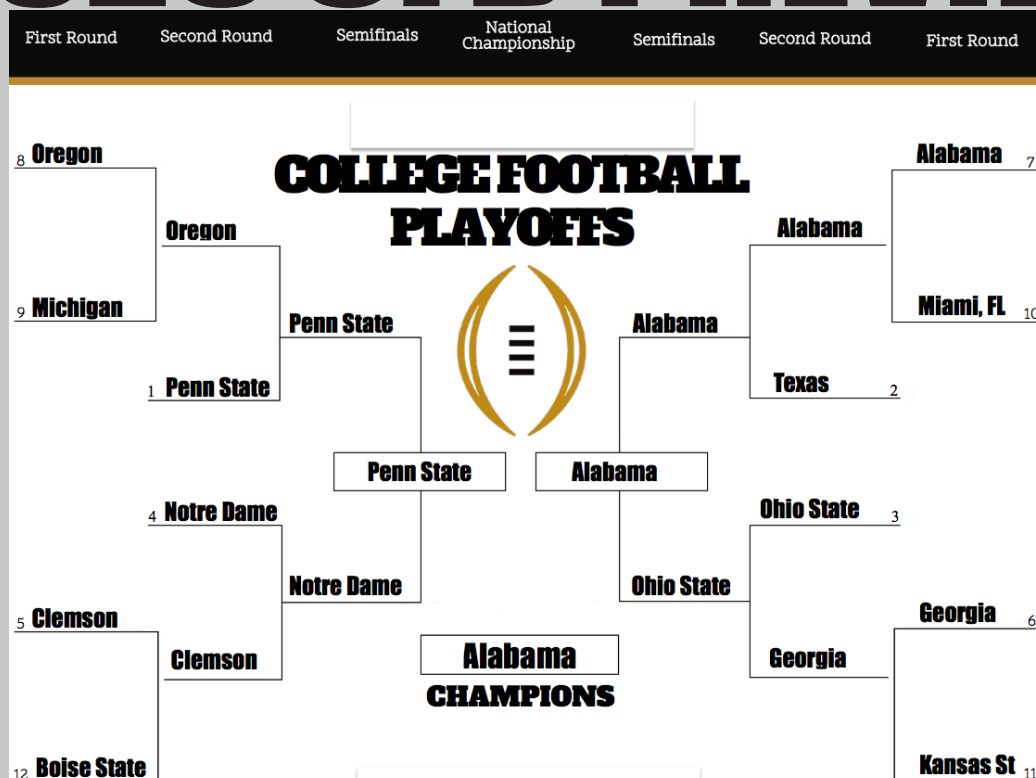 First Round
Second Round
Semifinals
National
Championship
Semifinals
Second Round
First Round
COLLEGE FOOTBALL
PLAYOFFS
8 Oregon
9 Michigan
Oregon
1 Penn State
Penn State
Penn State
4 Notre Dame
5 Clemson
12 Boise State
Clemson
Notre Dame
Alabama 7
Miami, FL 10
Alabama
Texas 2
Alabama
Alabama
Ohio State 3
Georgia 6
Kansas St 11
Georgia
Ohio State
Alabama
CHAMPIONS